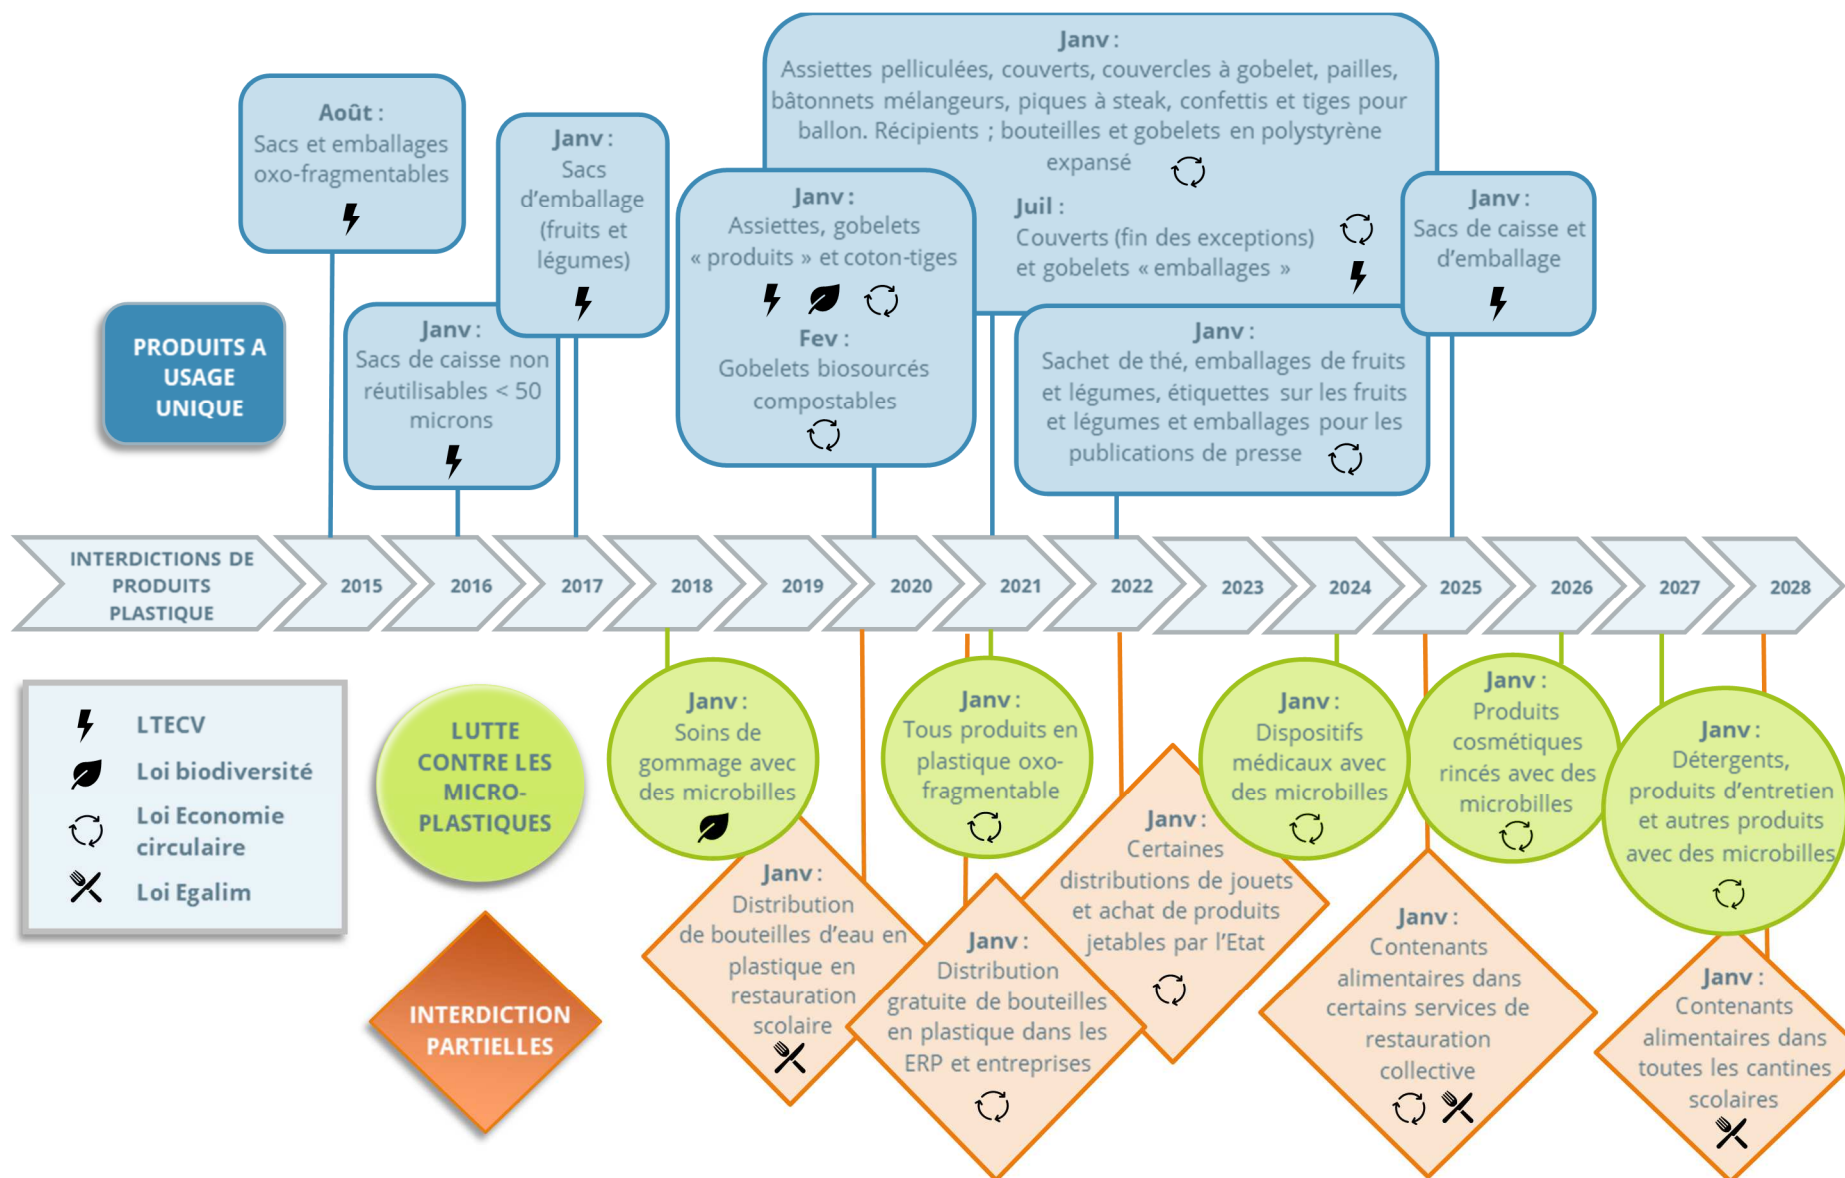 Janv :
Assiettes pelliculées, couverts, couvercles à gobelet, pailles,
bâtonnets mélangeurs, piques à steak, confettis et tiges pour
ballon. Récipients ; bouteilles et gobelets en polystyrène
expansé
Juil :
Couverts (fin des exceptions)
et gobelets « emballages »
Août :
Sacs et emballages
oxo-fragmentables
Janv :
Sacs
d'emballage
(fruits et
légumes)
Janv :
Assiettes, gobelets
« produits » et coton-tiges
Fev :
Gobelets biosourcés
compostables
Janv :
Sacs de caisse et
d'emballage
PRODUITS A
USAGE
UNIQUE
Janv :
Sacs de caisse non
réutilisables < 50
microns
Janv :
Sachet de thé, emballages de fruits
et légumes, étiquettes sur les fruits
et légumes et emballages pour les
publications de presse
INTERDICTIONS DE
PRODUITS
PLASTIQUE
2015
2016
2017
2018
2019
2020
2021
2022
2023
2024
2025
2026
2027
2028
LTECV
Loi biodiversité
Loi Economie
circulaire
Loi Egalim
LUTTE
CONTRE LES
MICRO-
PLASTIQUES
INTERDICTION
PARTIELLES
Janv :
Soins de
gommage avec
des microbilles
Janv :
Tous produits en
plastique oxo-
fragmentable
Janv :
Dispositifs
médicaux avec
des microbilles
Janv :
Produits
cosmétiques
rincés avec des
microbilles
Janv :
Détergents,
produits d'entretien
et autres produits
avec des microbilles
Janv :
Distribution
de bouteilles d'eau en
plastique en
restauration
scolaire
Janv :
Distribution
gratuite de bouteilles
en plastique dans les
ERP et entreprises
Janv :
Certaines
distributions de jouets
et achat de produits
jetables par l'Etat
Janv :
Contenants
alimentaires dans
certains services de
restauration
collective
Janv :
Contenants
alimentaires dans
toutes les cantines
scolaires